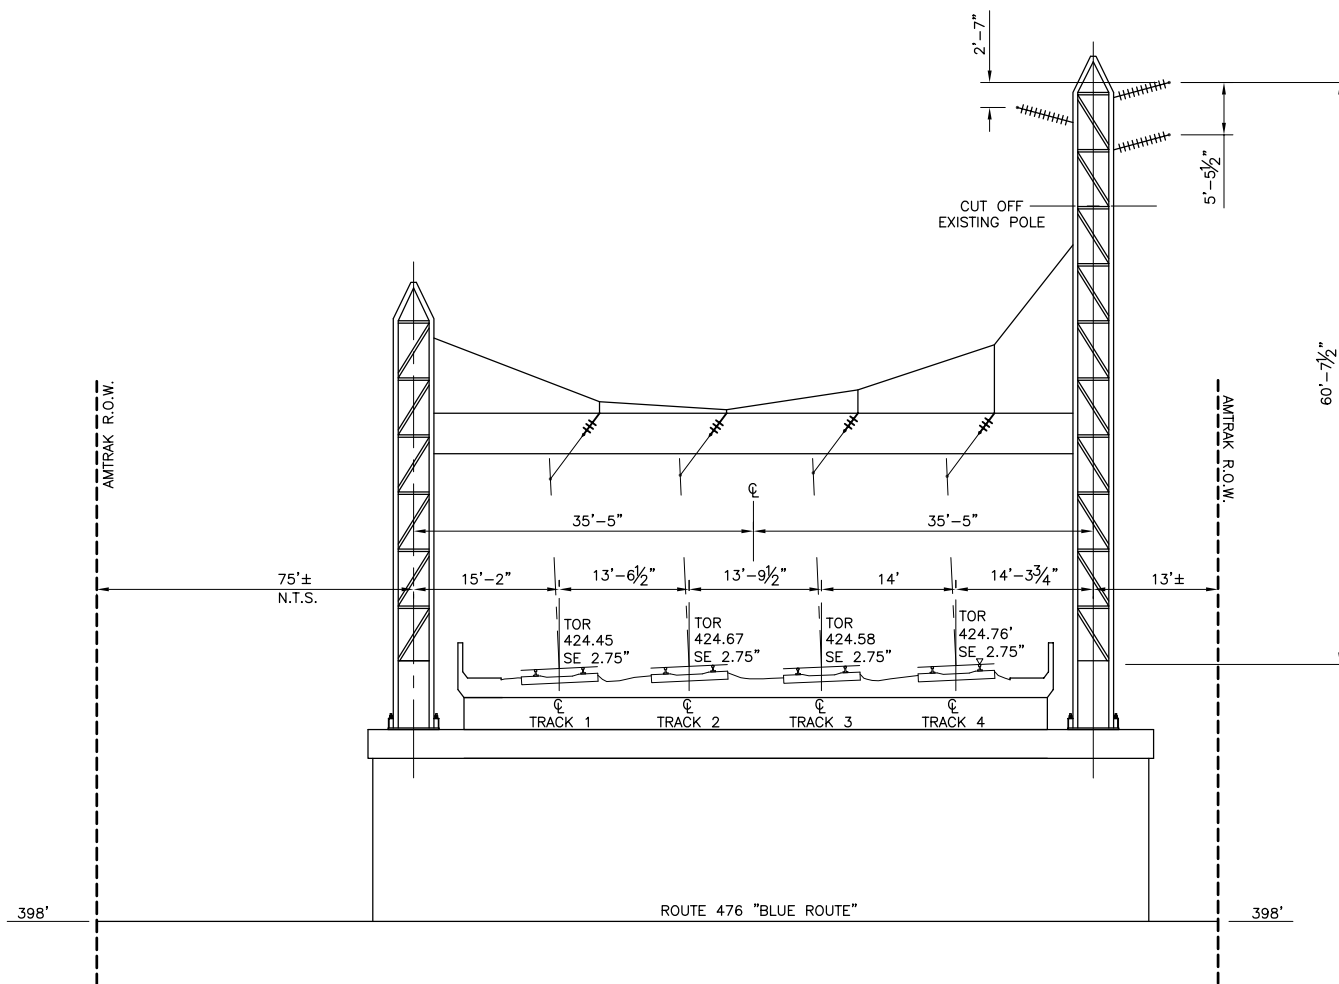 2'-7"
5'-5½"
CUT OFF
EXISTING POLE
60'-7½"
AMTRAK R.O.W.
AMTRAK R.O.W.
℄
35'-5"
35'-5"
75'±
N.T.S.
15'-2"
13'-6½"
13'-9½"
14'
14'-3¾"
13'±
TOR
424.45
SE 2.75"
TOR
424.67
SE 2.75"
TOR
424.58
SE 2.75"
TOR
424.76'
SE 2.75"
℄
TRACK 1
℄
TRACK 2
℄
TRACK 3
℄
TRACK 4
398'
ROUTE 476 "BLUE ROUTE"
398'